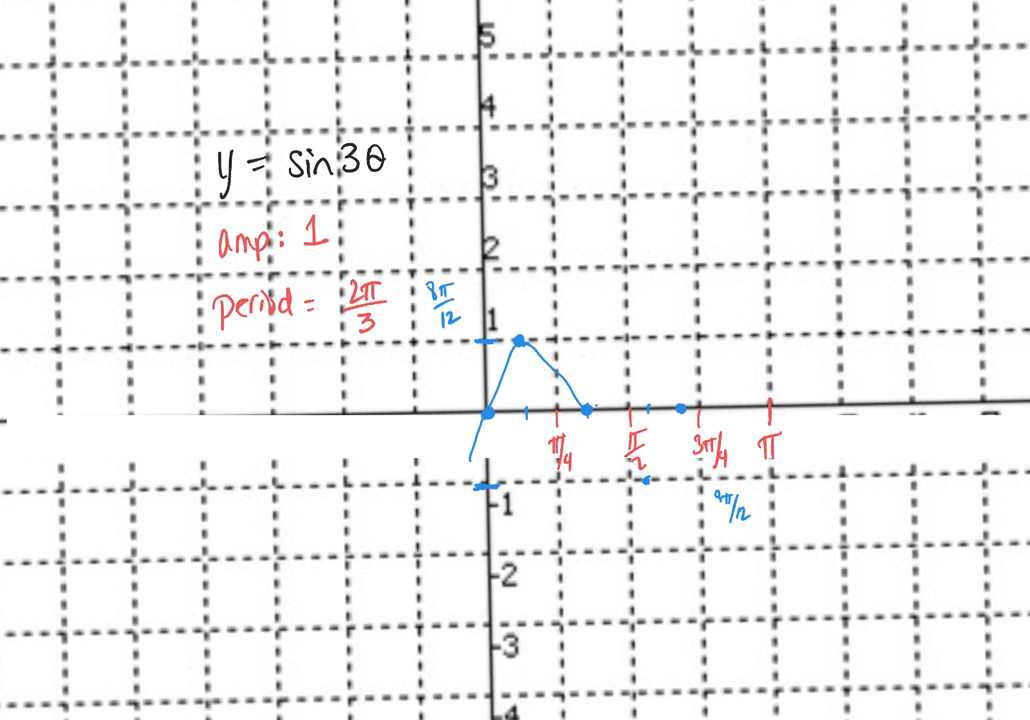 5
4
y = sin3θ
3
amp: 1
2
period = 2π/3 8π/12
1
π/4 π/2 3π/4 π
9π/12
-1
-2
-3
-4